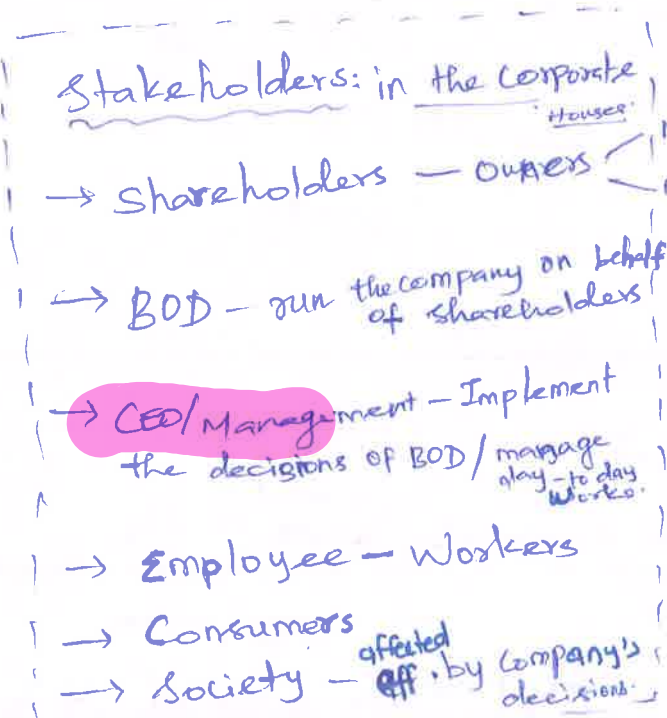 Stakeholders: in the Corporate
Houses
→ Shareholders — Owners
→ BOD – run the company on behalf
of shareholders
→ CEO/Management – Implement
the decisions of BOD/manage
day-to day
works.
→ Employee – Workers
→ Consumers
→ Society – affected by Company's
decisions.